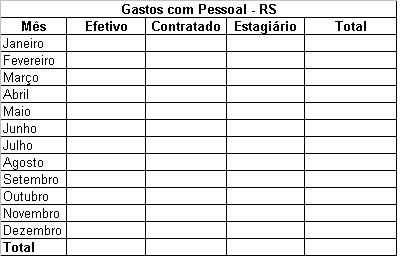 Gastos com Pessoal - RS
Mês Efetivo Contratado Estagiário Total
Janeiro
Fevereiro
Março
Abril
Maio
Junho
Julho
Agosto
Setembro
Outubro
Novembro
Dezembro
Total